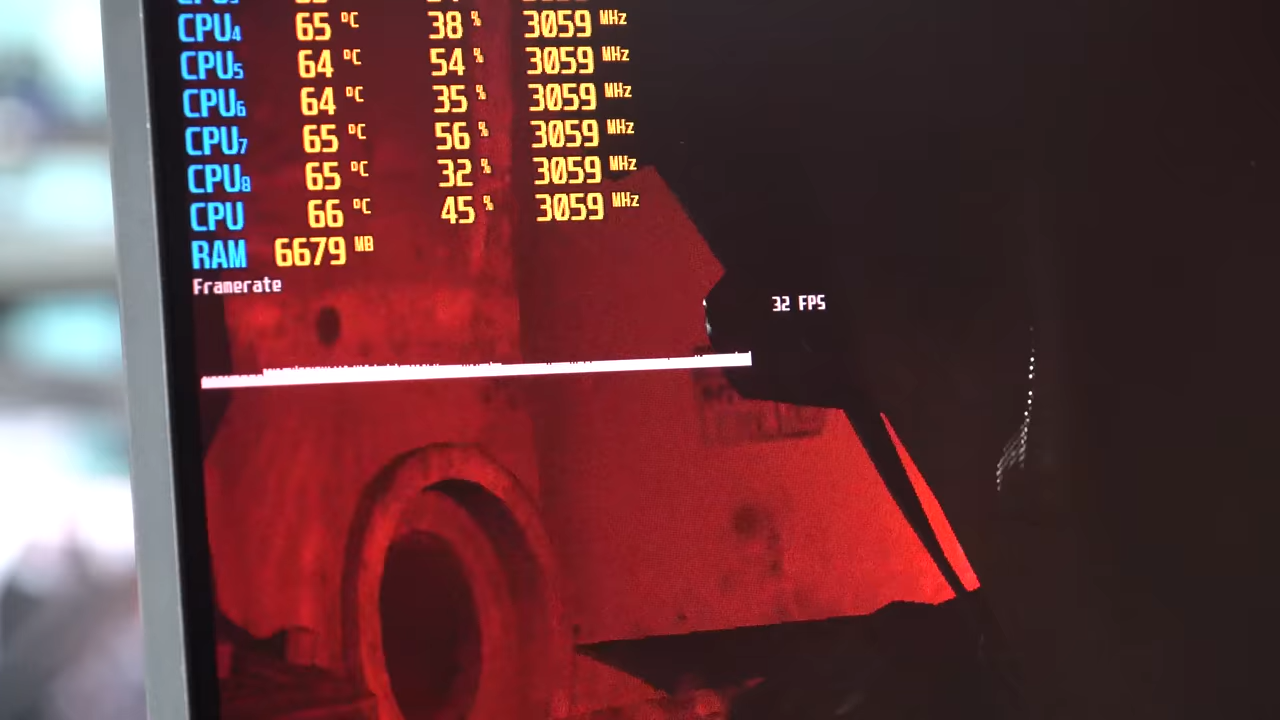 CPU4 65 °C 38 % 3059 MHz
CPU5 64 °C 54 % 3059 MHz
CPU6 64 °C 35 % 3059 MHz
CPU7 65 °C 56 % 3059 MHz
CPU8 65 °C 32 % 3059 MHz
CPU 66 °C 45 % 3059 MHz
RAM 6679 MB
Framerate
32 FPS